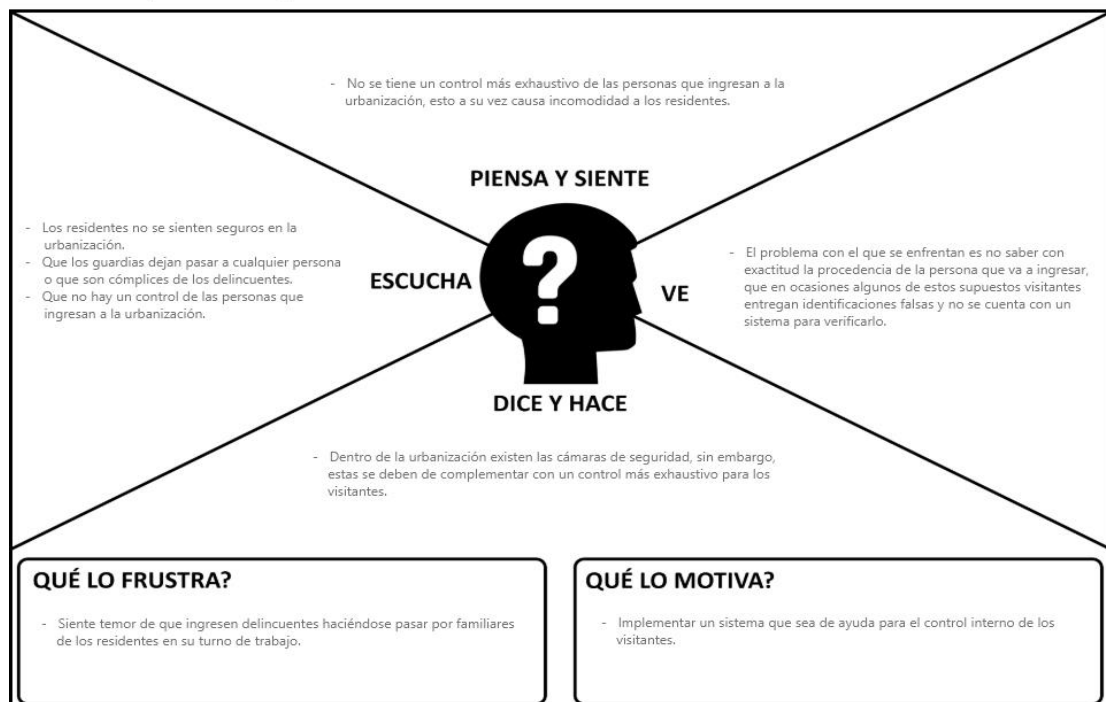 - No se tiene un control más exhaustivo de las personas que ingresan a la
urbanización, esto a su vez causa incomodidad a los residentes.
PIENSA Y SIENTE
- Los residentes no se sienten seguros en la
urbanización.
- Que los guardias dejan pasar a cualquier persona
o que son cómplices de los delincuentes.
- Que no hay un control de las personas que
ingresan a la urbanización.
ESCUCHA
?
VE
- El problema con el que se enfrentan es no saber con
exactitud la procedencia de la persona que va a ingresar,
que en ocasiones algunos de estos supuestos visitantes
entregan identificaciones falsas y no se cuenta con un
sistema para verificarlo.
DICE Y HACE
- Dentro de la urbanización existen las cámaras de seguridad, sin embargo,
estas se deben de complementar con un control más exhaustivo para los
visitantes.
QUÉ LO FRUSTRA?
- Siente temor de que ingresen delincuentes haciéndose pasar por familiares
de los residentes en su turno de trabajo.
QUÉ LO MOTIVA?
- Implementar un sistema que sea de ayuda para el control interno de los
visitantes.